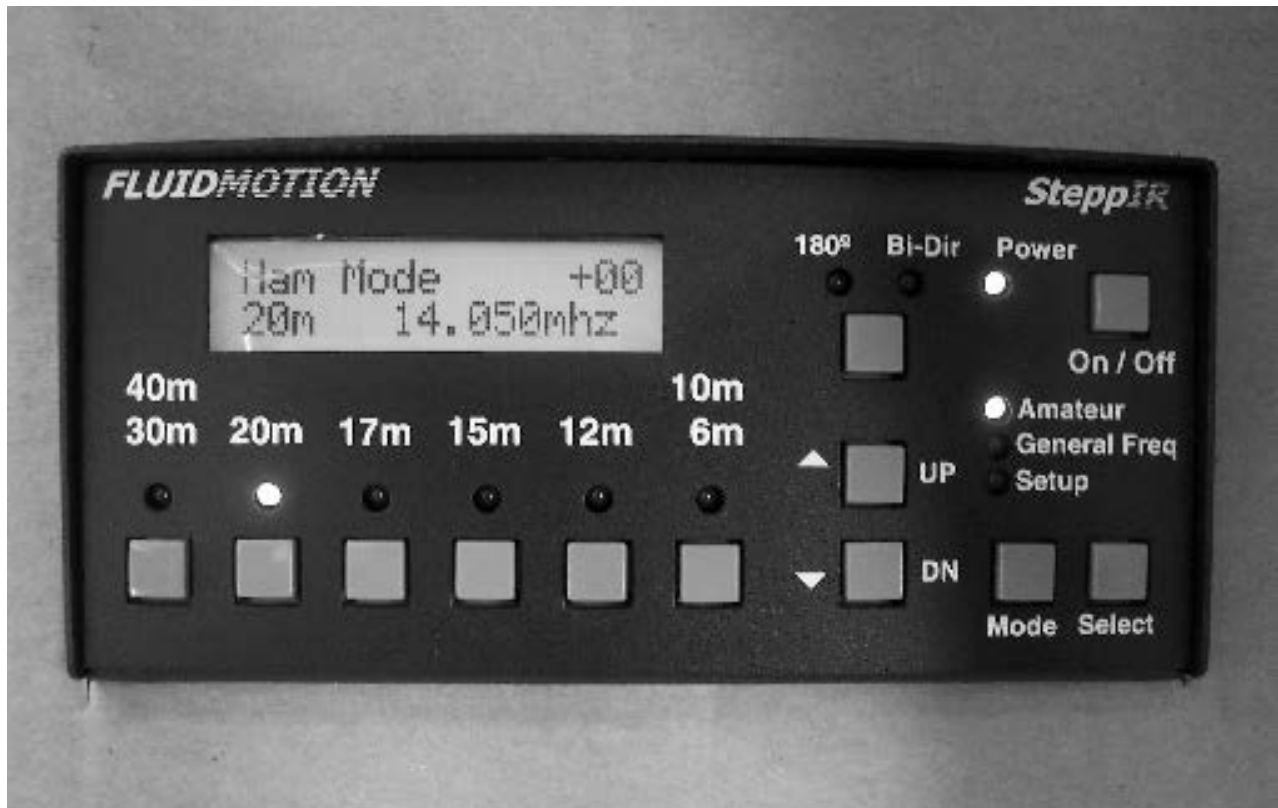 FLUIDMOTION
SteppIR
Ham Mode +00
20m 14.050mhz
180º Bi-Dir Power
On / Off
40m 10m
30m 20m 17m 15m 12m 6m
Amateur
General Freq
Setup
UP
DN
Mode Select